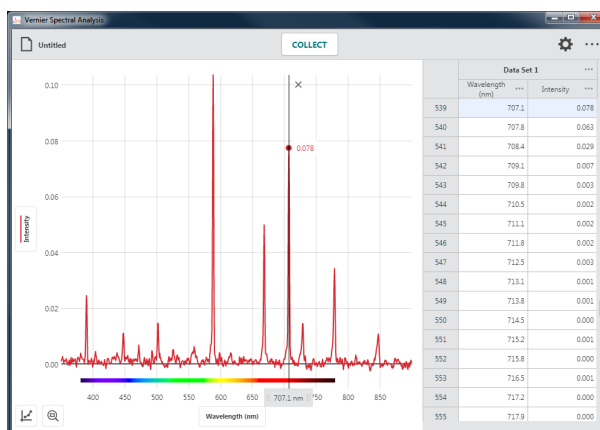 Vernier Spectral Analysis
Untitled
COLLECT
Data Set 1
Wavelength (nm)
Intensity
539 707.1 0.078
540 707.8 0.063
541 708.4 0.029
542 709.1 0.007
543 709.8 0.003
544 710.5 0.002
545 711.1 0.002
546 711.8 0.002
547 712.5 0.003
548 713.1 0.001
549 713.8 0.001
550 714.5 0.000
551 715.2 0.001
552 715.8 0.000
553 716.5 0.001
554 717.2 0.000
555 717.9 0.000
0.10
0.08
0.078
0.06
Intensity
0.04
0.02
0.00
400 450 500 550 600 650 707.1 nm 750 800 850
Wavelength (nm)